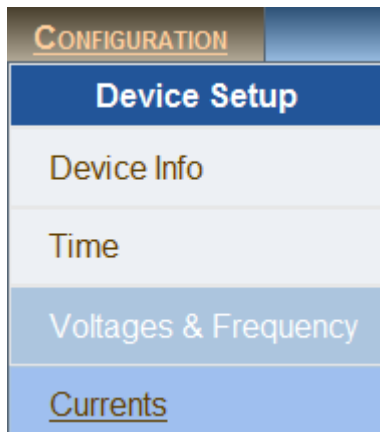 CONFIGURATION
Device Setup
Device Info
Time
Voltages & Frequency
Currents